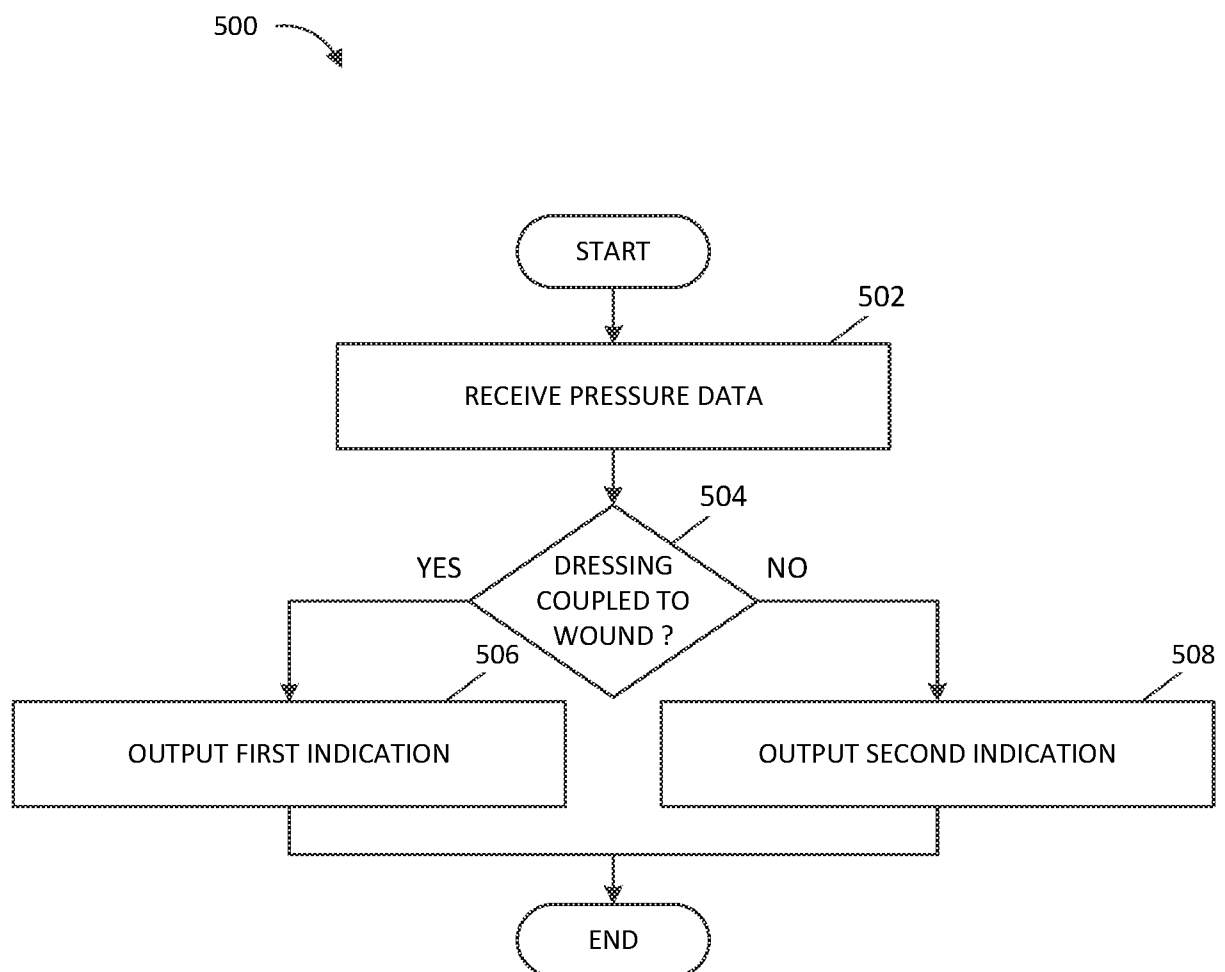 500
START
502
RECEIVE PRESSURE DATA
504
YES
DRESSING
COUPLED TO
WOUND ?
NO
506
508
OUTPUT FIRST INDICATION
OUTPUT SECOND INDICATION
END